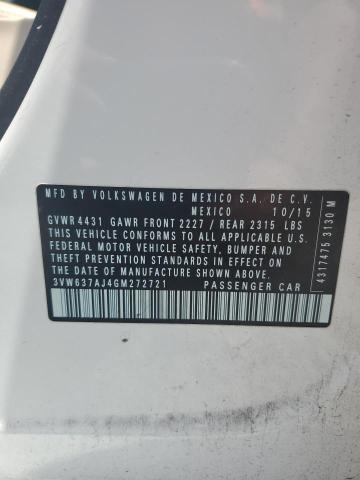 MFD BY VOLKSWAGEN DE MEXICO S.A. DE C.V.
MEXICO 10/15
GVWR 4431 GAWR FRONT 2227 / REAR 2315 LBS
THIS VEHICLE CONFORMS TO ALL APPLICABLE U.S.
FEDERAL MOTOR VEHICLE SAFETY, BUMPER AND
THEFT PREVENTION STANDARDS IN EFFECT ON
THE DATE OF MANUFACTURE SHOWN ABOVE.
3VW637AJ4GM272721 PASSENGER CAR
4317475 3130 M